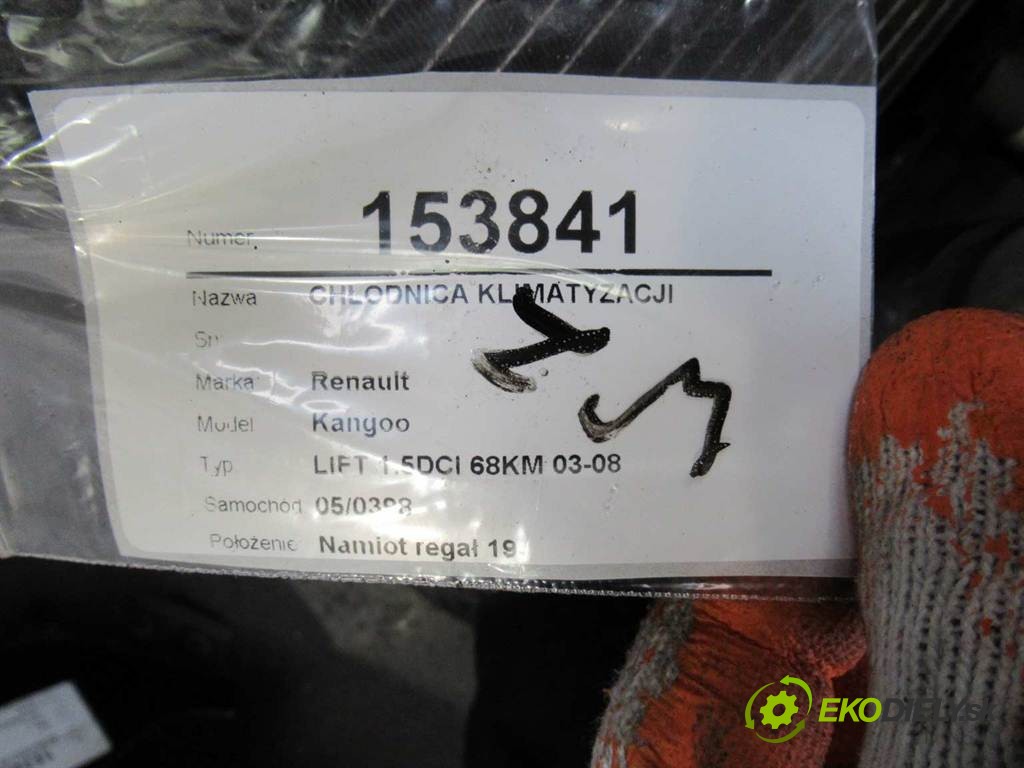 Numer 153841
Nazwa CHŁODNICA KLIMATYZACJI
Marka Renault
Model Kangoo
Typ LIFT 1.5DCI 68KM 03-08
Samochód 05/0398
Położenie Namiot regał 19
EKODIELY.sk